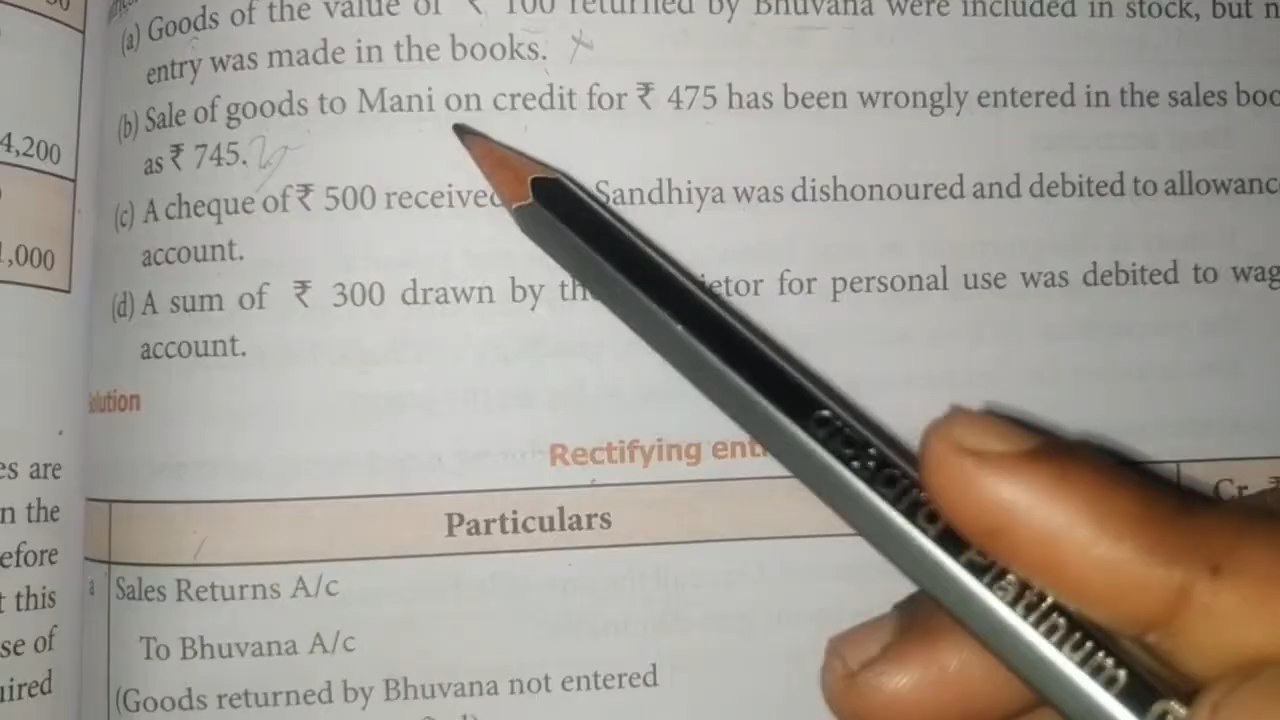 (a) Goods of the value of ₹ 100 returned by Bhuvana were included in stock, but n
entry was made in the books.
(b) Sale of goods to Mani on credit for ₹ 475 has been wrongly entered in the sales boo
4,200
as ₹ 745.
(c) A cheque of ₹ 500 received Sandhiya was dishonoured and debited to allowanc
1,000
account.
(d) A sum of ₹ 300 drawn by th etor for personal use was debited to wag
account.
olution
Rectifying ent
es are
n the
efore
t this
se of
uired
Particulars
Cr. ₹
a Sales Returns A/c
To Bhuvana A/c
(Goods returned by Bhuvana not entered
Platinum